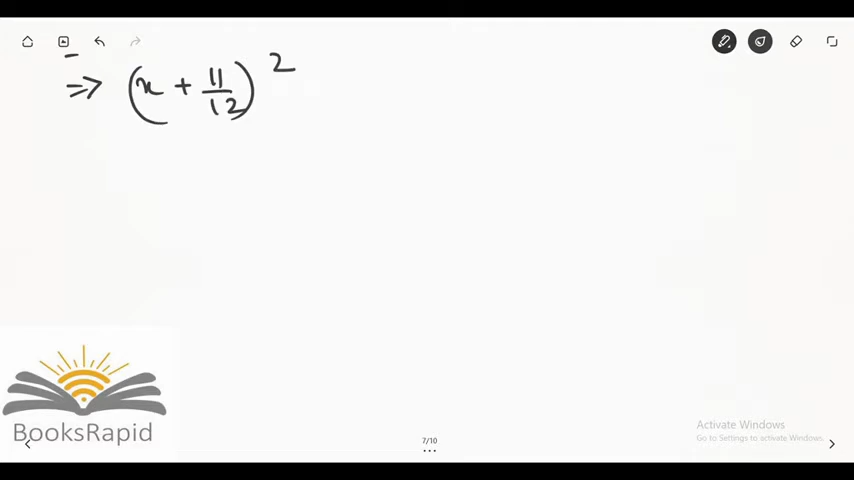 ⇒ (x + 11/12)²
BooksRapid
7/10
Activate Windows
Go to Settings to activate Windows.